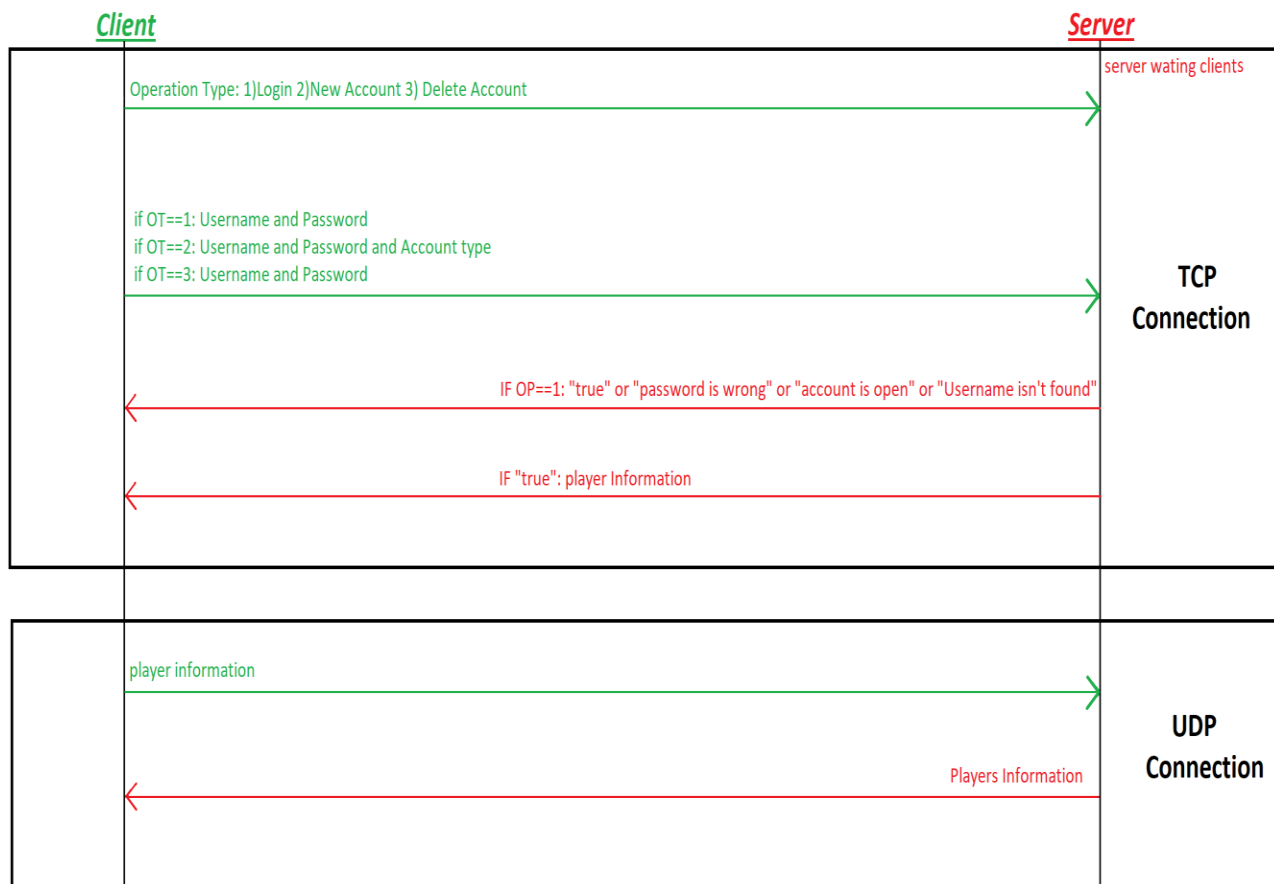 Client
Server
server wating clients
Operation Type: 1)Login 2)New Account 3) Delete Account
if OT==1: Username and Password
if OT==2: Username and Password and Account type
if OT==3: Username and Password
TCP
Connection
IF OP==1: "true" or "password is wrong" or "account is open" or "Username isn't found"
IF "true": player Information
player information
UDP
Connection
Players Information